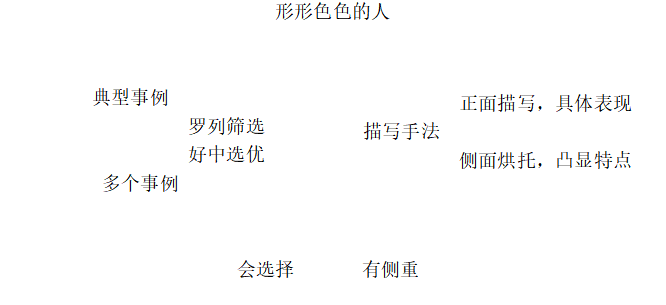 形形色色的人
典型事例
罗列筛选
好中选优
多个事例
描写手法
正面描写，具体表现
侧面烘托，凸显特点
会选择
有侧重